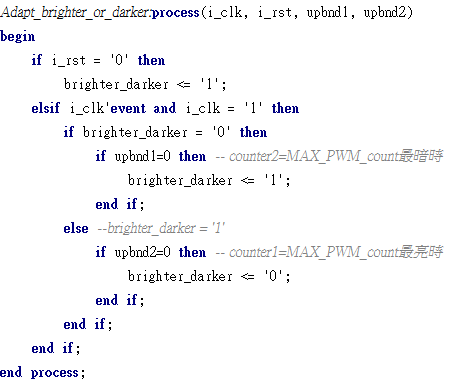 Adapt_brighter_or_darker:process(i_clk, i_rst, upbnd1, upbnd2)
begin
    if i_rst = '0' then
        brighter_darker <= '1';
    elsif i_clk'event and i_clk = '1' then
        if brighter_darker = '0' then
            if upbnd1=0 then -- counter2=MAX_PWM_count最暗時
                brighter_darker <= '1';
            end if;
        else --brighter_darker = '1'
            if upbnd2=0 then -- counter1=MAX_PWM_count最亮時
                brighter_darker <= '0';
            end if;
        end if;
    end if;
end process;